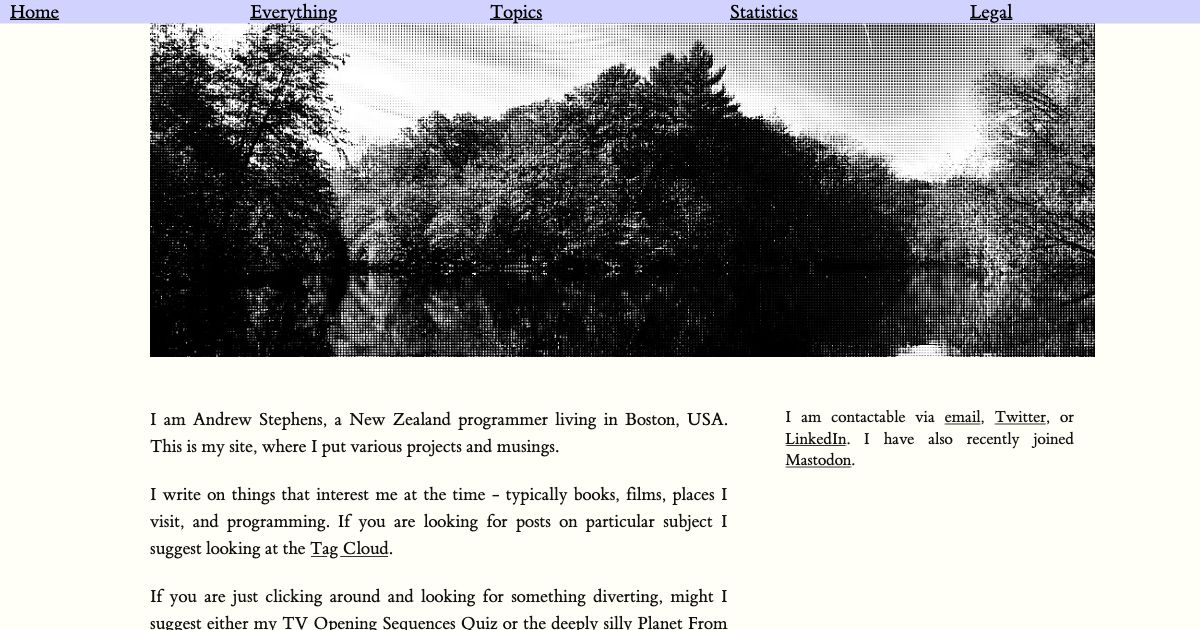 Home Everything Topics Statistics Legal
I am Andrew Stephens, a New Zealand programmer living in Boston, USA.
This is my site, where I put various projects and musings.
I write on things that interest me at the time – typically books, films, places I
visit, and programming. If you are looking for posts on particular subject I
suggest looking at the Tag Cloud.
If you are just clicking around and looking for something diverting, might I
suggest either my TV Opening Sequences Quiz or the deeply silly Planet From
I am contactable via email, Twitter, or
LinkedIn. I have also recently joined
Mastodon.